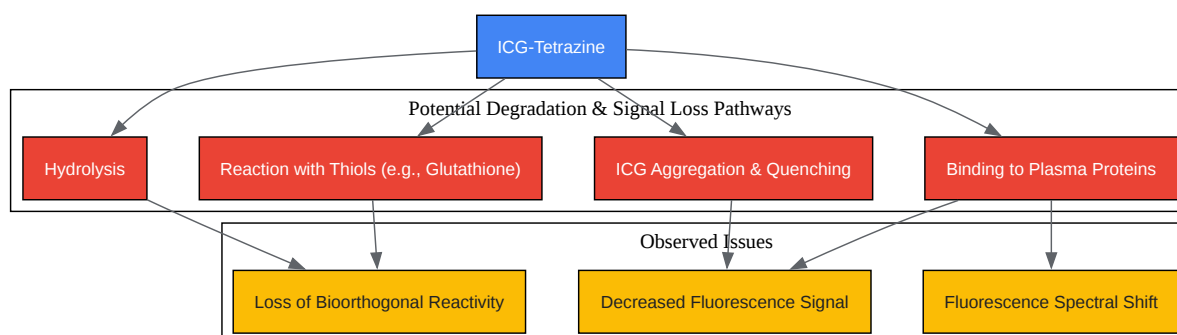 ICG-Tetrazine
Potential Degradation & Signal Loss Pathways
Hydrolysis
Reaction with Thiols (e.g., Glutathione)
ICG Aggregation & Quenching
Binding to Plasma Proteins
Observed Issues
Loss of Bioorthogonal Reactivity
Decreased Fluorescence Signal
Fluorescence Spectral Shift